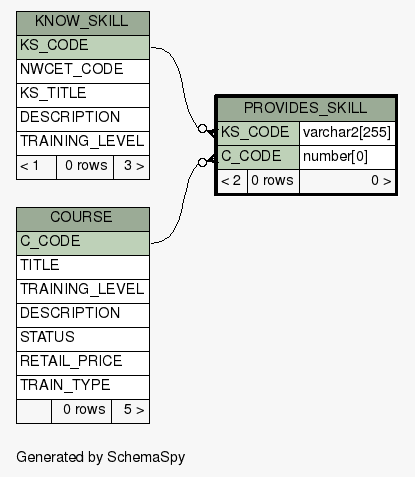 KNOW_SKILL
KS_CODE
NWCET_CODE
KS_TITLE
DESCRIPTION
TRAINING_LEVEL
< 1 0 rows 3 >
PROVIDES_SKILL
KS_CODE varchar2[255]
C_CODE number[0]
< 2 0 rows 0 >
COURSE
C_CODE
TITLE
TRAINING_LEVEL
DESCRIPTION
STATUS
RETAIL_PRICE
TRAIN_TYPE
0 rows 5 >
Generated by SchemaSpy